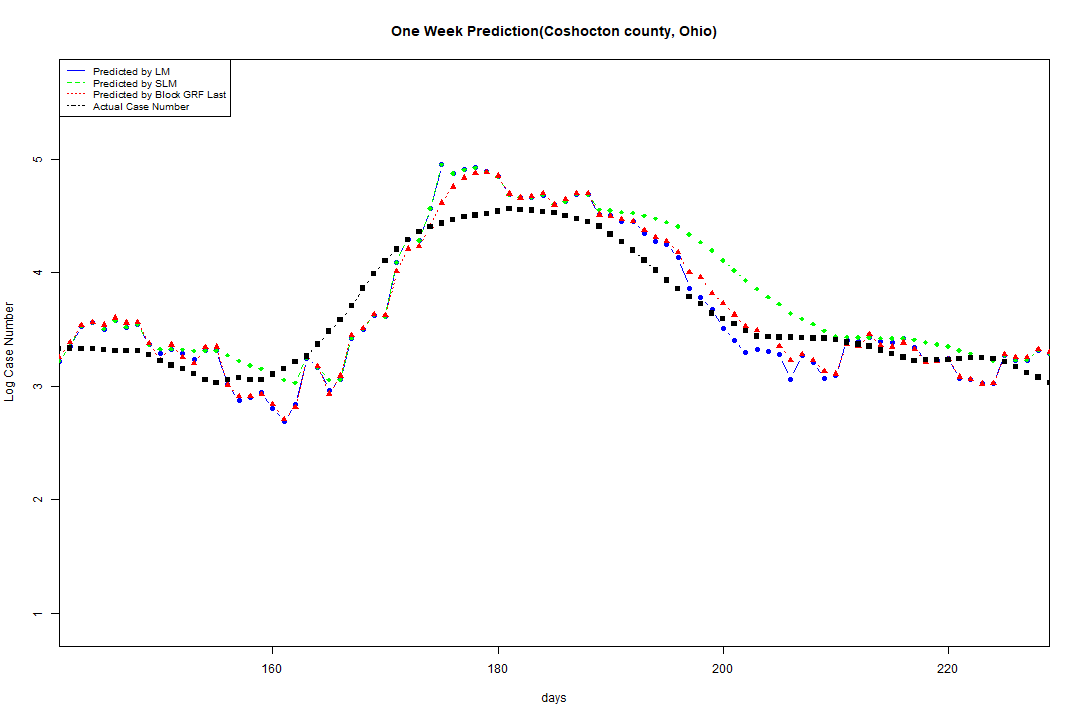 One Week Prediction(Coshocton county, Ohio)
Predicted by LM
Predicted by SLM
Predicted by Block GRF Last
Actual Case Number
5
4
3
2
1
Log Case Number
160 180 200 220
days